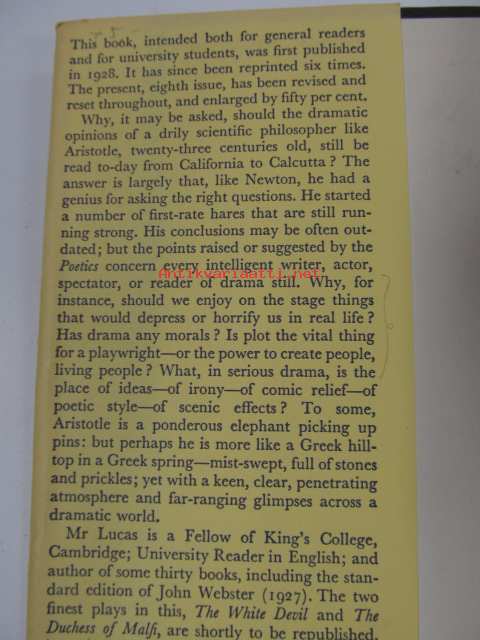 This book, intended both for general readers
and for university students, was first published
in 1928. It has since been reprinted six times.
The present, eighth issue, has been revised and
reset throughout, and enlarged by fifty per cent.
Why, it may be asked, should the dramatic
opinions of a drily scientific philosopher like
Aristotle, twenty-three centuries old, still be
read to-day from California to Calcutta? The
answer is largely that, like Newton, he had a
genius for asking the right questions. He started
a number of first-rate hares that are still run-
ning strong. His conclusions may be often out-
dated; but the points raised or suggested by the
Poetics concern every intelligent writer, actor,
Antikvariaatti.net
spectator, or reader of drama still. Why, for
instance, should we enjoy on the stage things
that would depress or horrify us in real life?
Has drama any morals? Is plot the vital thing
for a playwright—or the power to create people,
living people? What, in serious drama, is the
place of ideas—of irony—of comic relief—of
poetic style—of scenic effects? To some,
Aristotle is a ponderous elephant picking up
pins: but perhaps he is more like a Greek hill-
top in a Greek spring—mist-swept, full of stones
and prickles; yet with a keen, clear, penetrating
atmosphere and far-ranging glimpses across a
dramatic world.
Mr Lucas is a Fellow of King's College,
Cambridge; University Reader in English; and
author of some thirty books, including the stan-
dard edition of John Webster (1927). The two
finest plays in this, The White Devil and The
Duchess of Malfi, are shortly to be republished,